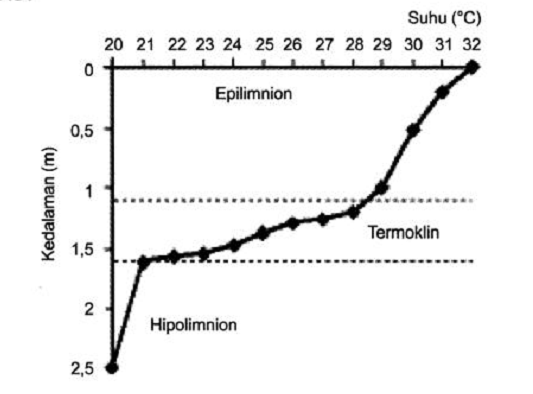 Suhu (°C)
20 21 22 23 24 25 26 27 28 29 30 31 32
0
Epilimnion
0,5
Kedalaman (m)
1
Termoklin
1,5
2
Hipolimnion
2,5